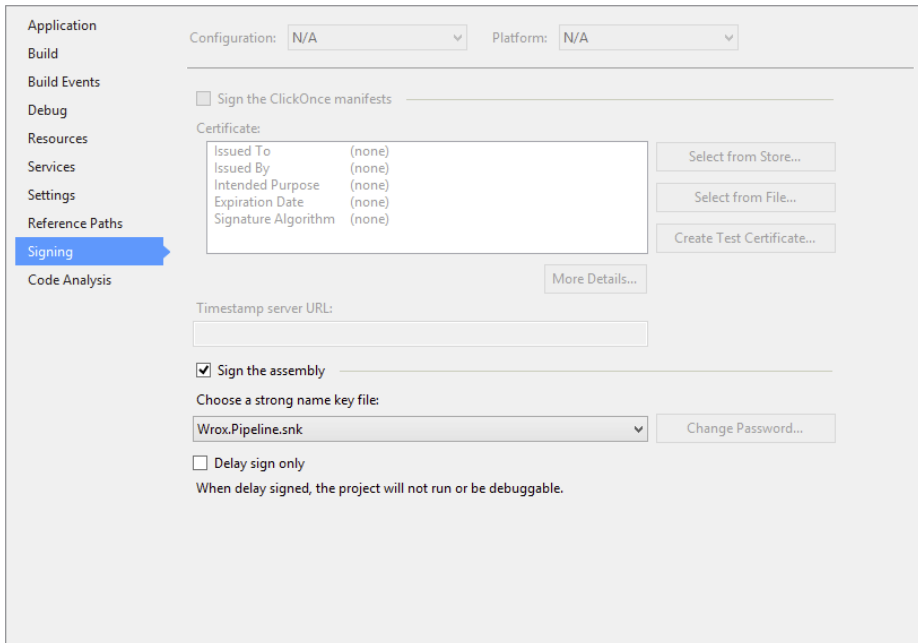 Application
Build
Build Events
Debug
Resources
Services
Settings
Reference Paths
Signing
Code Analysis
Configuration: N/A Platform: N/A
Sign the ClickOnce manifests
Certificate:
Issued To (none)
Issued By (none)
Intended Purpose (none)
Expiration Date (none)
Signature Algorithm (none)
Select from Store...
Select from File...
Create Test Certificate...
More Details...
Timestamp server URL:
Sign the assembly
Choose a strong name key file:
Wrox.Pipeline.snk Change Password...
Delay sign only
When delay signed, the project will not run or be debuggable.